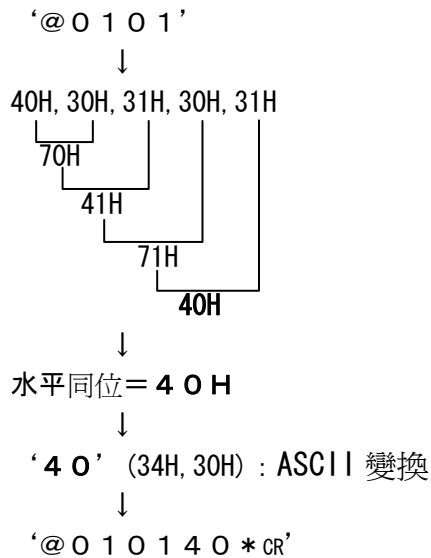 ‘@０１０１’
↓
40H, 30H, 31H, 30H, 31H
70H
41H
71H
40H
↓
水平同位＝４０Ｈ
↓
‘４０’ (34H, 30H) : ASCII 變換
↓
‘@０１０１４０＊CR’